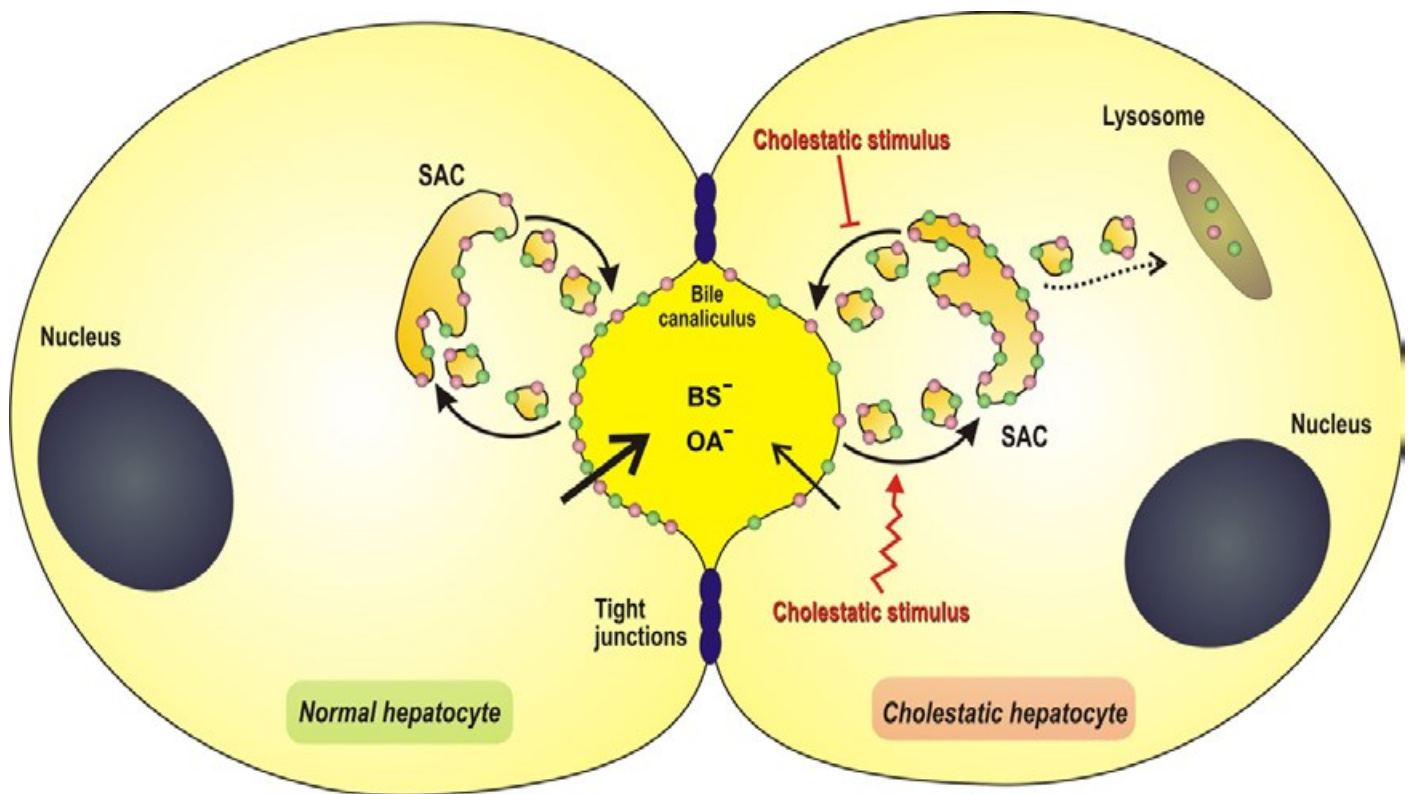 Lysosome
Cholestatic stimulus
SAC
Bile
canaliculus
Nucleus
BS⁻
OA⁻
SAC
Nucleus
Tight
junctions
Cholestatic stimulus
Normal hepatocyte
Cholestatic hepatocyte